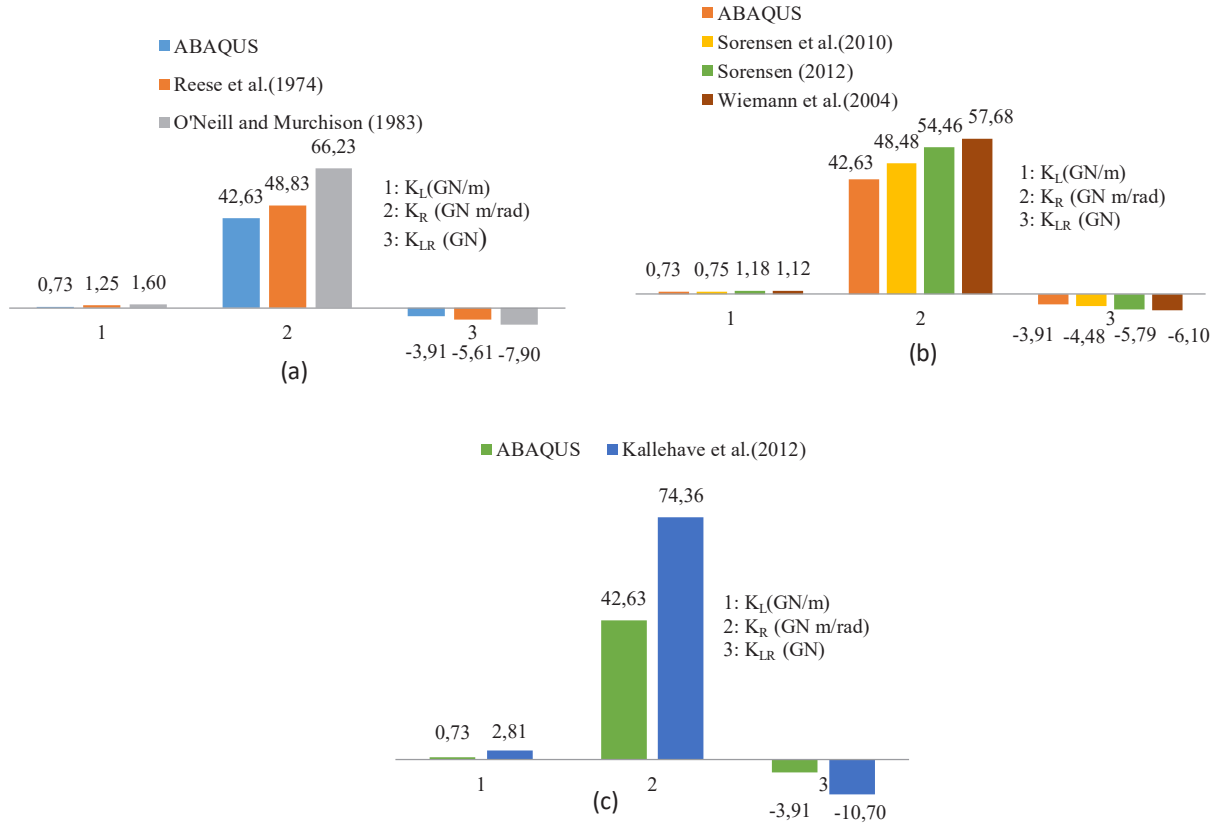 ABAQUS
Reese et al.(1974)
O'Neill and Murchison (1983)
66,23
48,83
42,63
1: KL(GN/m)
2: KR (GN m/rad)
3: KLR (GN)
0,73 1,25 1,60
1 2 3
-3,91 -5,61 -7,90
(a)
ABAQUS
Sorensen et al.(2010)
Sorensen (2012)
Wiemann et al.(2004)
57,68
54,46
48,48
42,63
1: KL(GN/m)
2: KR (GN m/rad)
3: KLR (GN)
0,73 0,75 1,18 1,12
1 2 3
-3,91 -4,48 -5,79 -6,10
(b)
ABAQUS Kallehave et al.(2012)
74,36
42,63
1: KL(GN/m)
2: KR (GN m/rad)
3: KLR (GN)
0,73 2,81
1 2 3
-3,91 -10,70
(c)